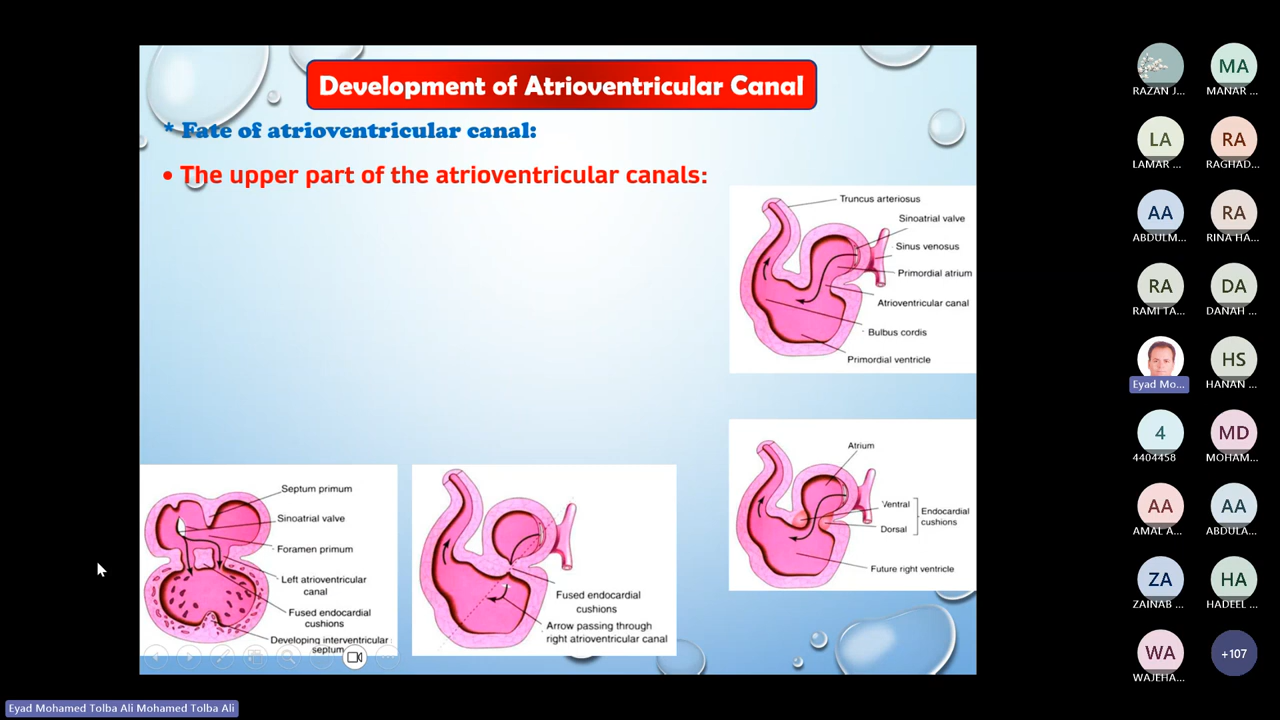 Development of Atrioventricular Canal
* Fate of atrioventricular canal:
• The upper part of the atrioventricular canals:
Truncus arteriosus
Sinoatrial valve
Sinus venosus
Primordial atrium
Atrioventricular canal
Bulbus cordis
Primordial ventricle
Atrium
Ventral
Dorsal
Endocardial
cushions
Future right ventricle
Septum primum
Sinoatrial valve
Foramen primum
Left atrioventricular
canal
Fused endocardial
cushions
Developing interventricular
septum
Fused endocardial
cushions
Arrow passing through
right atrioventricular canal
RAZAN J...
MA
MANAR ...
LA
LAMAR ...
RA
RAGHAD...
AA
ABDULM...
RA
RINA HA...
RA
RAMI TA...
DA
DANAH ...
Eyad Mo...
HS
HANAN ...
4
4404458
MD
MOHAM...
AA
AMAL A...
AA
ABDULA...
ZA
ZAINAB ...
HA
HADEEL ...
WA
WAJEHA...
+107
Eyad Mohamed Tolba Ali Mohamed Tolba Ali